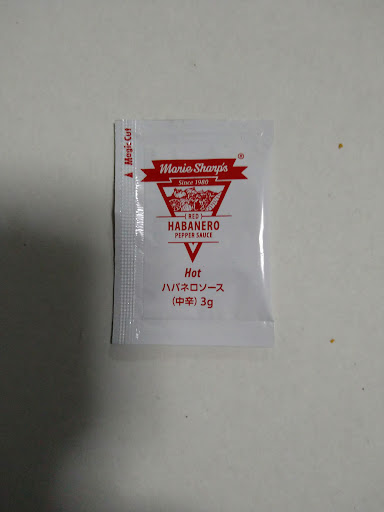 ▲ Magic Cut
Marie Sharp's ®
Since 1980
RED
HABANERO
PEPPER SAUCE
Hot
ハバネロソース
(中辛) 3g